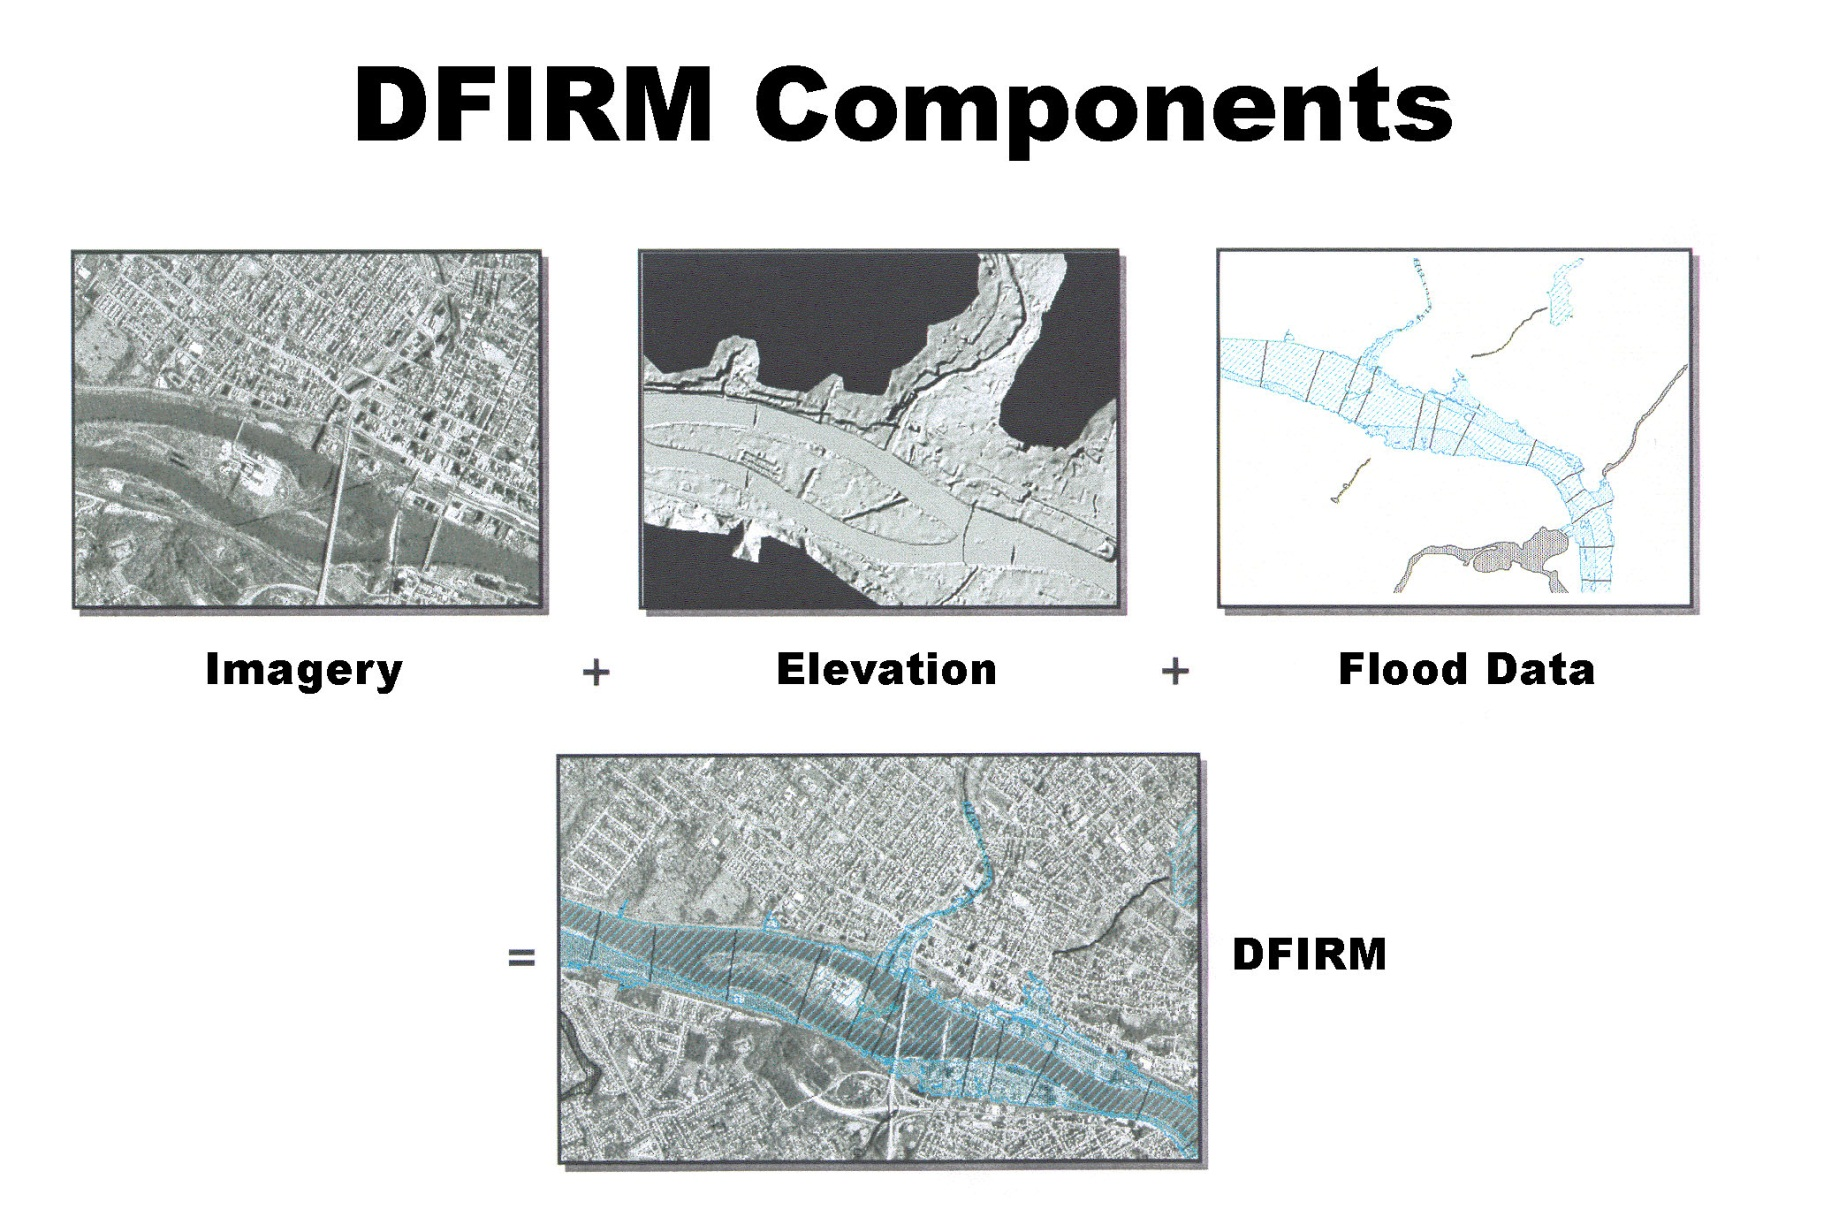 DFIRM Components
Imagery + Elevation + Flood Data
= DFIRM